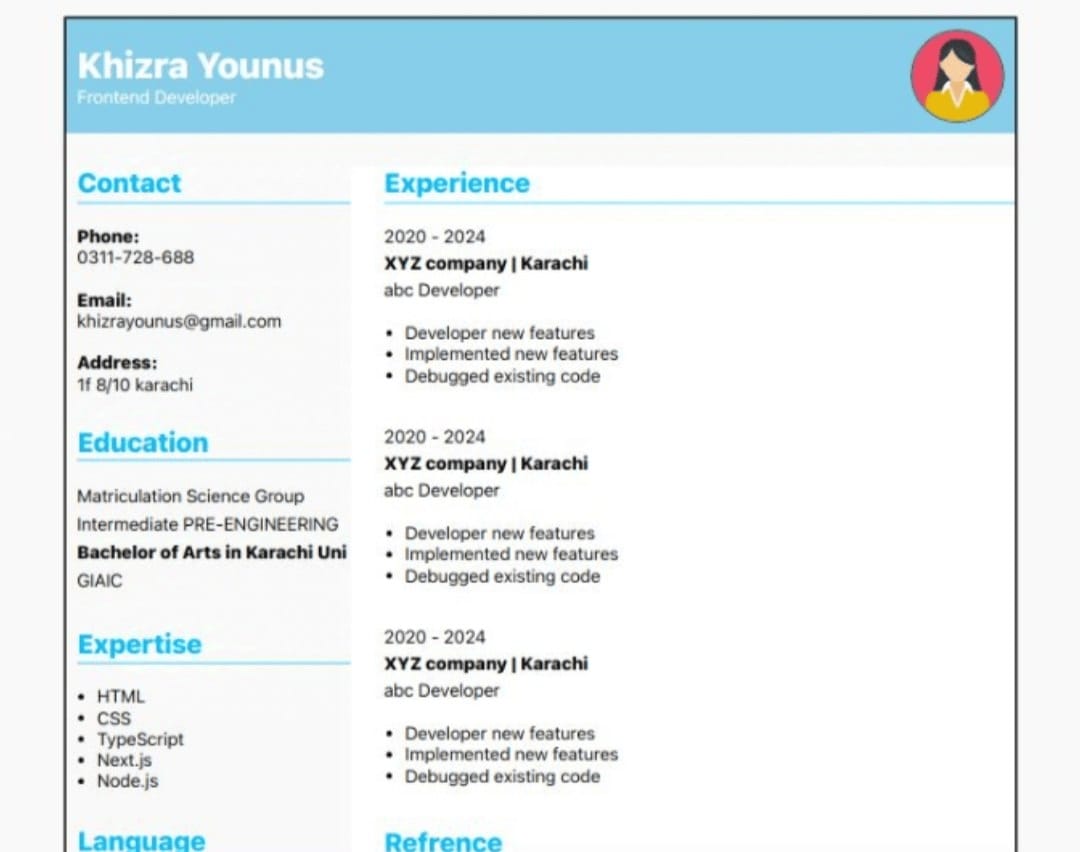 Khizra Younus
Frontend Developer
Contact
Phone:
0311-728-688
Email:
khizrayounus@gmail.com
Address:
1f 8/10 karachi
Education
Matriculation Science Group
Intermediate PRE-ENGINEERING
Bachelor of Arts in Karachi Uni
GIAIC
Expertise
• HTML
• CSS
• TypeScript
• Next.js
• Node.js
Language
Experience
2020 - 2024
XYZ company | Karachi
abc Developer
• Developer new features
• Implemented new features
• Debugged existing code
2020 - 2024
XYZ company | Karachi
abc Developer
• Developer new features
• Implemented new features
• Debugged existing code
2020 - 2024
XYZ company | Karachi
abc Developer
• Developer new features
• Implemented new features
• Debugged existing code
Refrence